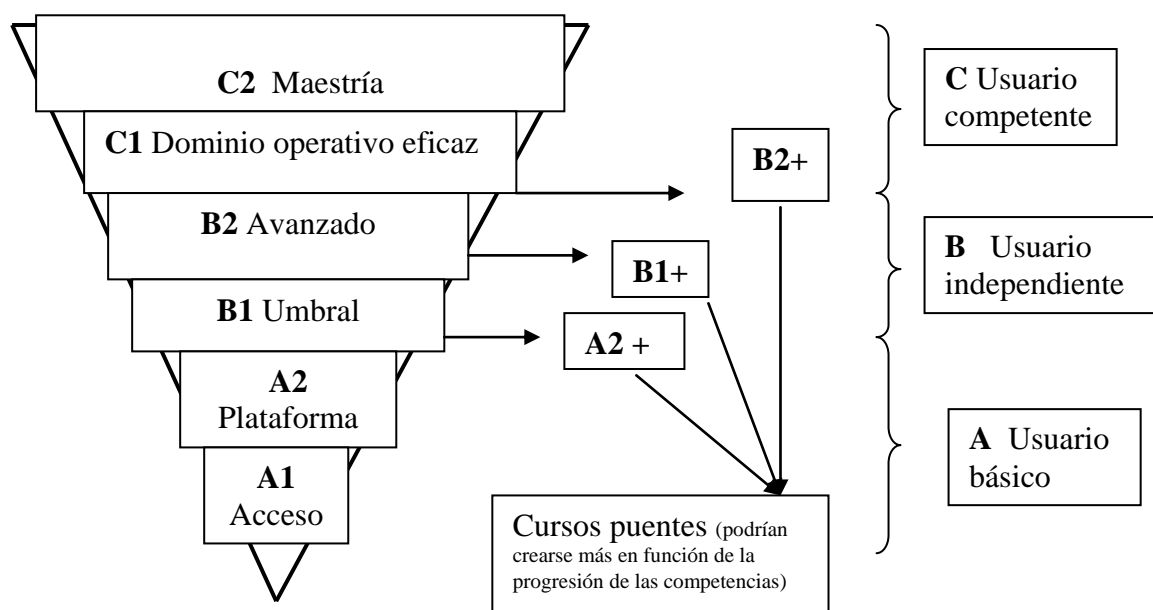 C2 Maestría
C1 Dominio operativo eficaz
B2 Avanzado
B1 Umbral
A2
Plataforma
A1
Acceso
B2+
B1+
A2 +
Cursos puentes (podrían
crearse más en función de la
progresión de las competencias)
C Usuario
competente
B Usuario
independiente
A Usuario
básico